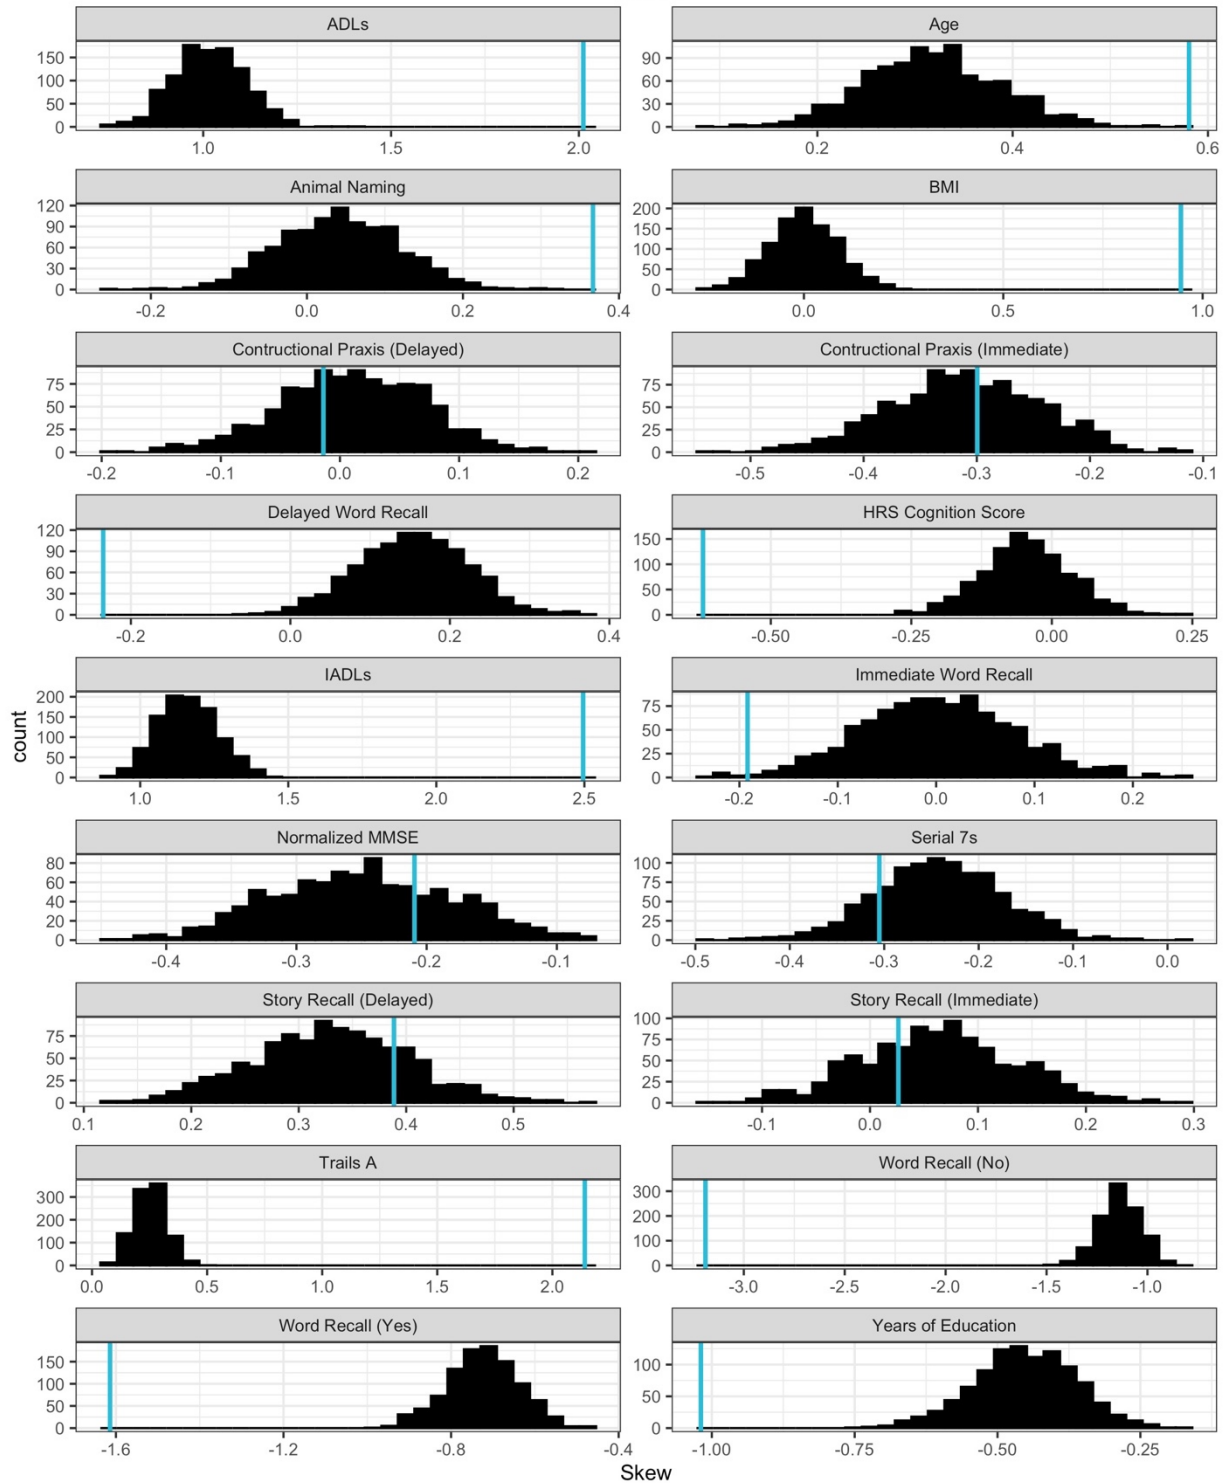 ADLs
150
100
50
0
1.0 1.5 2.0
Age
90
60
30
0
0.2 0.4 0.6
Animal Naming
120
90
60
30
0
-0.2 0.0 0.2 0.4
BMI
200
150
100
50
0
0.0 0.5 1.0
Contructional Praxis (Delayed)
75
50
25
0
-0.2 -0.1 0.0 0.1 0.2
Contructional Praxis (Immediate)
75
50
25
0
-0.5 -0.4 -0.3 -0.2 -0.1
Delayed Word Recall
120
90
60
30
0
-0.2 0.0 0.2 0.4
HRS Cognition Score
150
100
50
0
-0.50 -0.25 0.00 0.25
count
IADLs
200
150
100
50
0
1.0 1.5 2.0 2.5
Immediate Word Recall
75
50
25
0
-0.2 -0.1 0.0 0.1 0.2
Normalized MMSE
80
60
40
20
0
-0.4 -0.3 -0.2 -0.1
Serial 7s
100
75
50
25
0
-0.5 -0.4 -0.3 -0.2 -0.1 0.0
Story Recall (Delayed)
75
50
25
0
0.1 0.2 0.3 0.4 0.5
Story Recall (Immediate)
100
75
50
25
0
-0.1 0.0 0.1 0.2 0.3
Trails A
300
200
100
0
0.0 0.5 1.0 1.5 2.0
Word Recall (No)
300
200
100
0
-3.0 -2.5 -2.0 -1.5 -1.0
Word Recall (Yes)
150
100
50
0
-1.6 -1.2 -0.8 -0.4
Years of Education
100
50
0
-1.00 -0.75 -0.50 -0.25
Skew